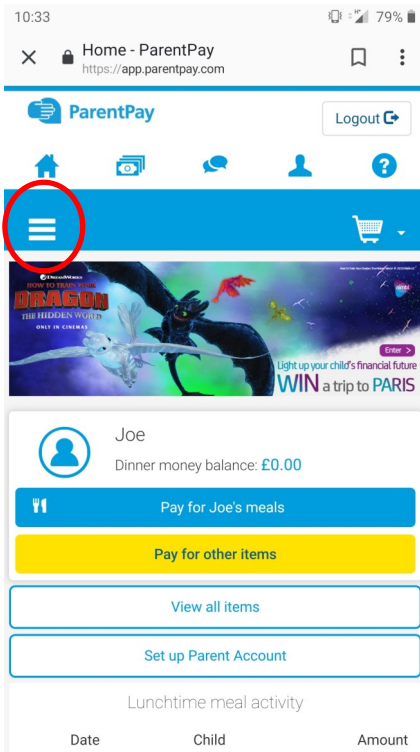 10:33
79%
Home - ParentPay
https://app.parentpay.com
ParentPay
Logout
DREAMWORKS
HOW TO TRAIN YOUR
DRAGON
THE HIDDEN WORLD
ONLY IN CINEMAS
Enter >
Light up your child's financial future
WIN a trip to PARIS
Joe
Dinner money balance: £0.00
Pay for Joe's meals
Pay for other items
View all items
Set up Parent Account
Lunchtime meal activity
Date Child Amount